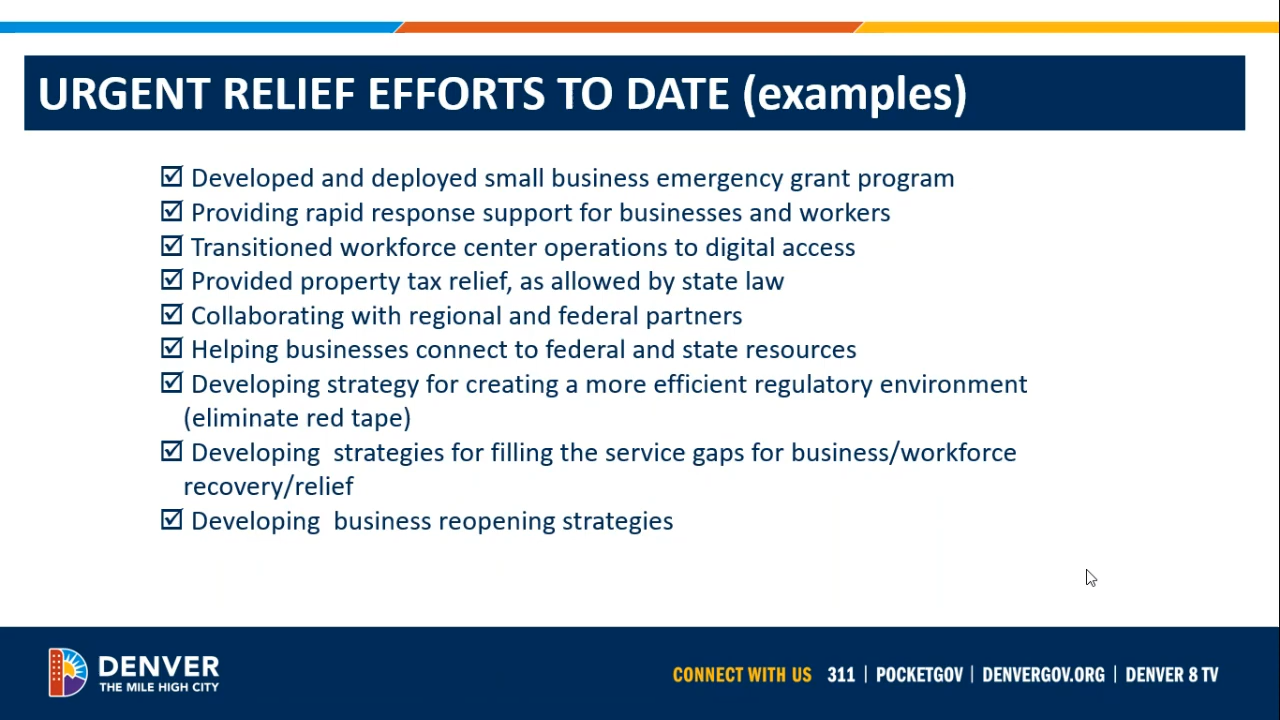 URGENT RELIEF EFFORTS TO DATE (examples)
☑ Developed and deployed small business emergency grant program
☑ Providing rapid response support for businesses and workers
☑ Transitioned workforce center operations to digital access
☑ Provided property tax relief, as allowed by state law
☑ Collaborating with regional and federal partners
☑ Helping businesses connect to federal and state resources
☑ Developing strategy for creating a more efficient regulatory environment
(eliminate red tape)
☑ Developing  strategies for filling the service gaps for business/workforce
recovery/relief
☑ Developing  business reopening strategies
DENVER
THE MILE HIGH CITY
CONNECT WITH US 311 | POCKETGOV | DENVERGOV.ORG | DENVER 8 TV